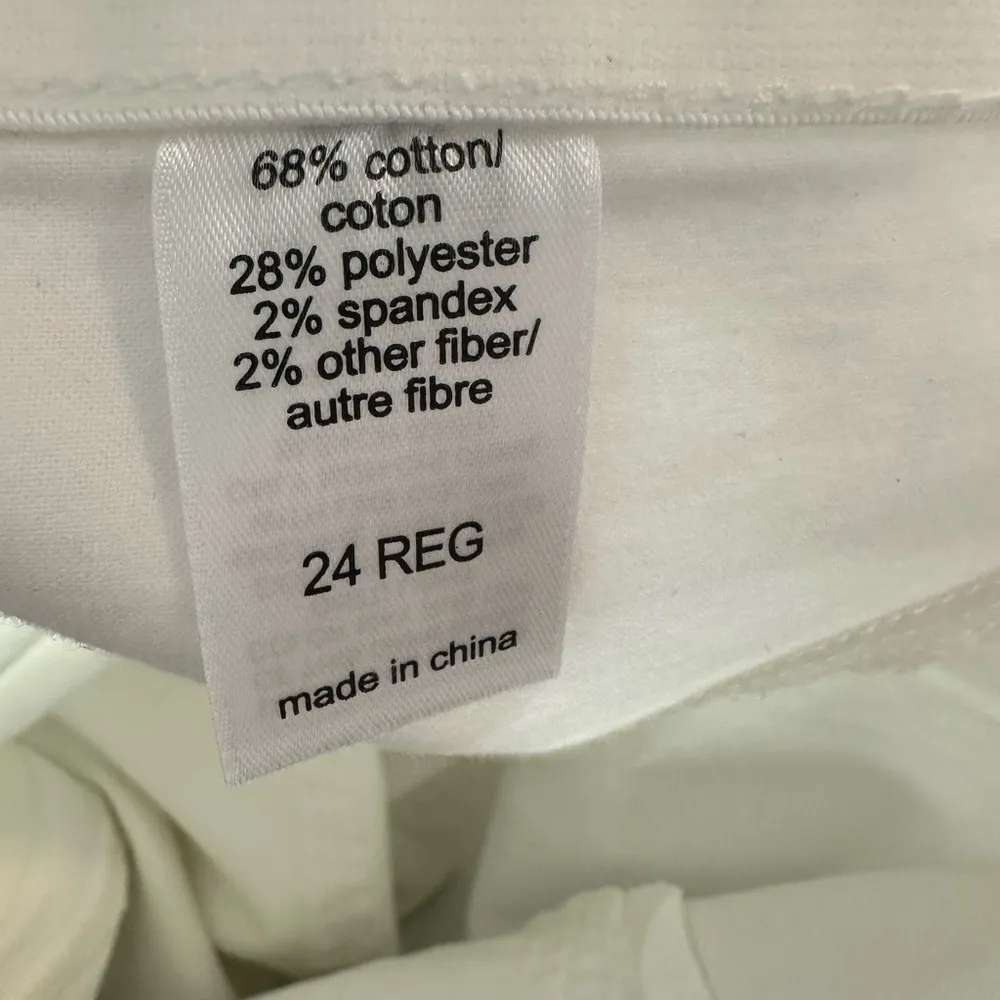 68% cotton/
coton
28% polyester
2% spandex
2% other fiber/
autre fibre
24 REG
made in china